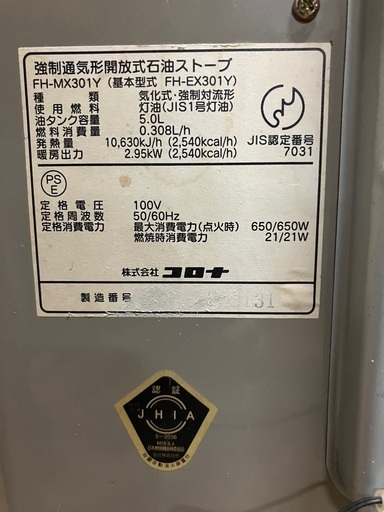 強制通気形開放式石油ストーブ
FH-MX301Y (基本型式 FH-EX301Y)
種類 気化式・強制対流形
使用燃料 灯油(JIS1号灯油)
油タンク容量 5.0L
燃料消費量 0.308L/h
発熱量 10,630kJ/h (2,540kcal/h)
暖房出力 2.95kW (2,540kcal/h)
JIS認定番号
7031
PS
E
定格電圧 100V
定格周波数 50/60Hz
定格消費電力 最大消費電力(点火時) 650/650W
燃焼時消費電力 21/21W
株式会社 コロナ
製造番号
認証
JHIA